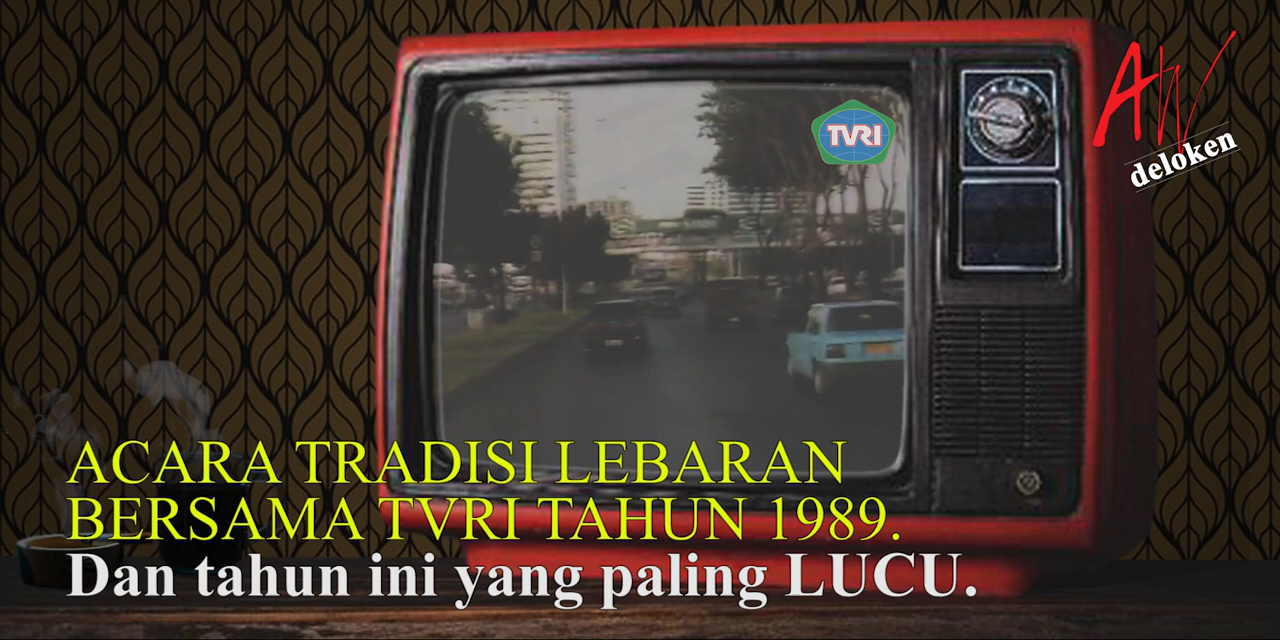 AW
deloken
TVRI
ACARA TRADISI LEBARAN
BERSAMA TVRI TAHUN 1989.
Dan tahun ini yang paling LUCU.